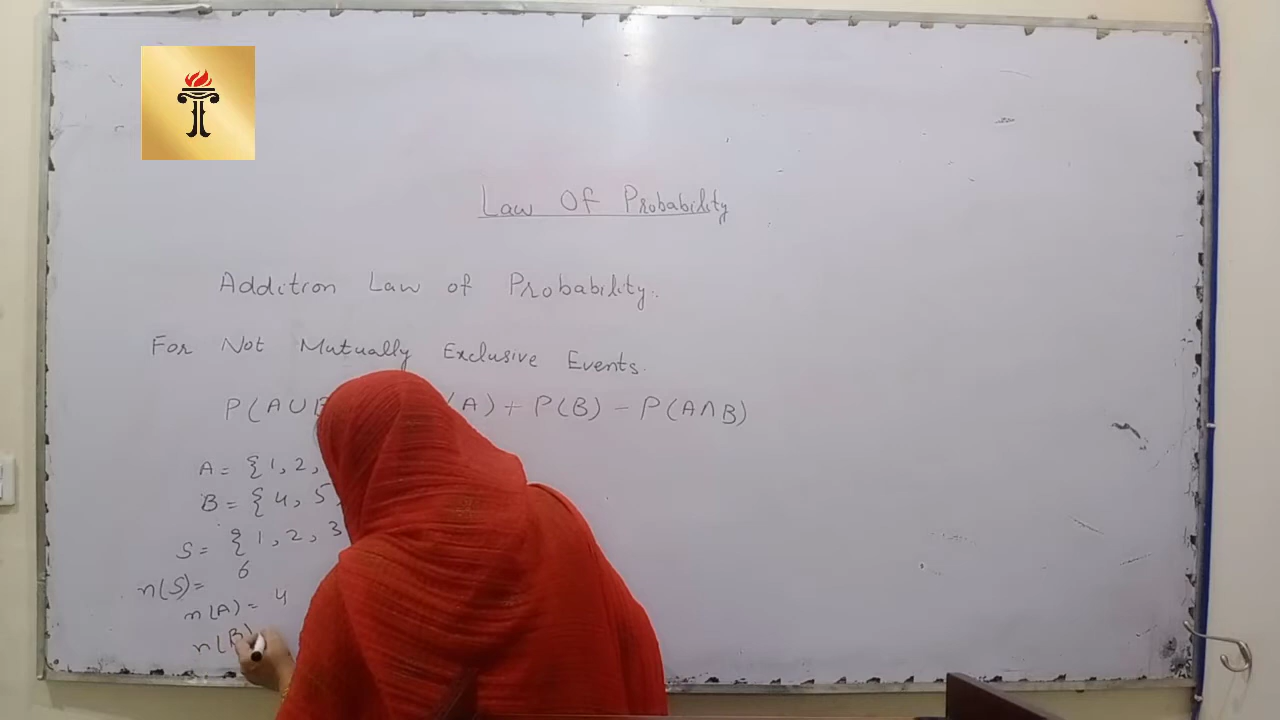 Law Of Probability
Addition Law of Probability.
For Not Mutually Exclusive Events.
P(A∪B (A) + P(B) - P(A∩B)
A = { 1, 2,
B = { 4, 5,
S = { 1, 2, 3
n(S) = 6
n(A) = 4
n(B)